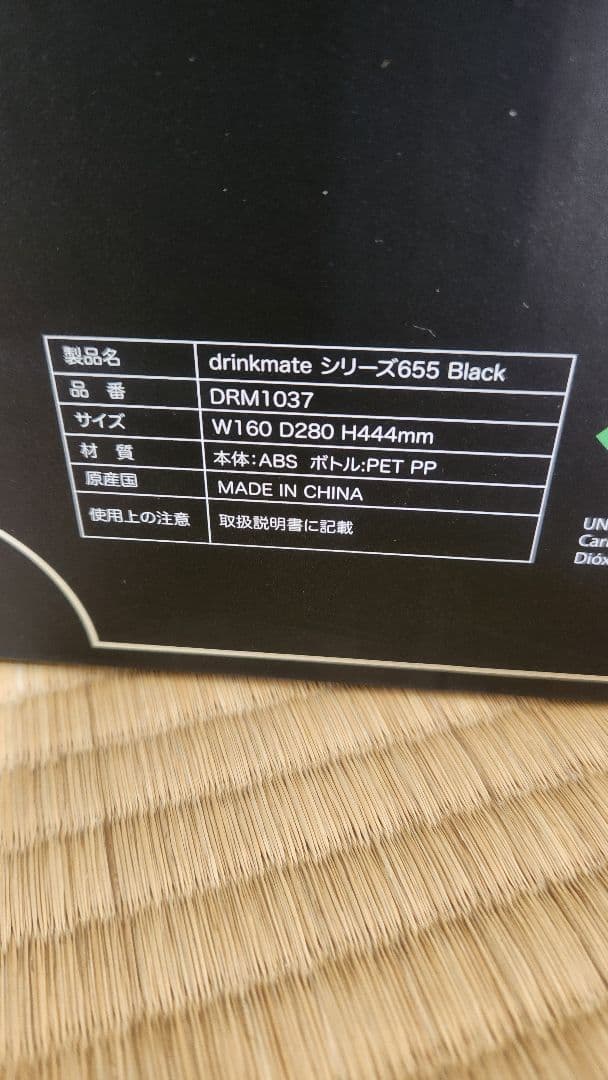 製品名 drinkmate シリーズ655 Black
品 番 DRM1037
サイズ W160 D280 H444mm
材 質 本体:ABS ボトル:PET PP
原産国 MADE IN CHINA
使用上の注意 取扱説明書に記載
UN